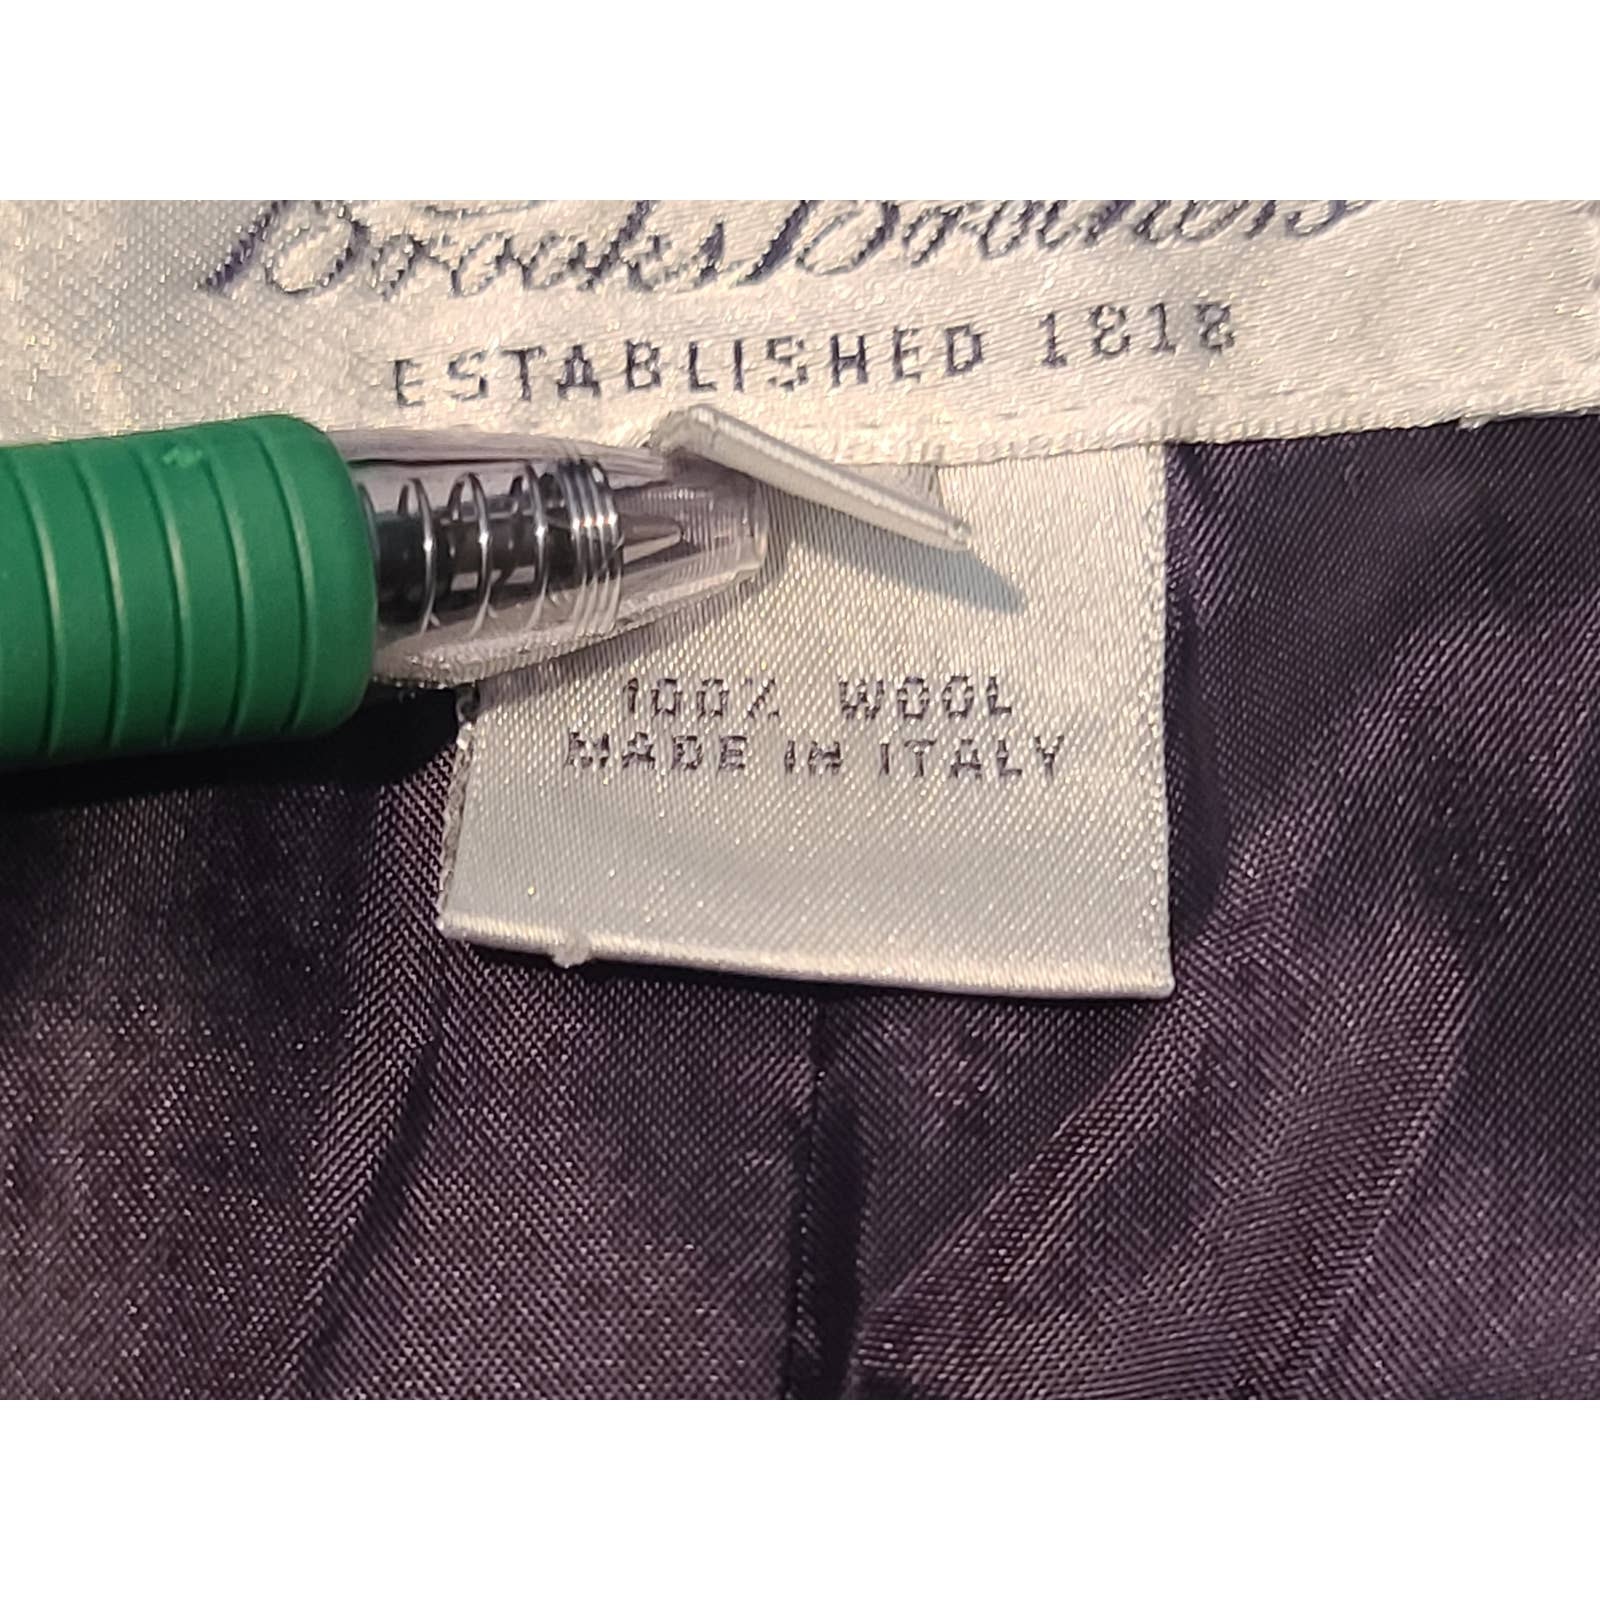 Brooks Brothers
ESTABLISHED 1818
100% WOOL
MADE IN ITALY